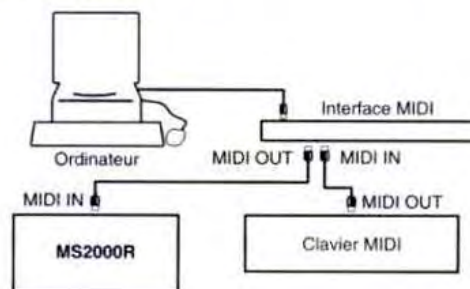 Interface MIDI
Ordinateur
MIDI OUT MIDI IN
MIDI IN
MIDI OUT
MS2000R
Clavier MIDI